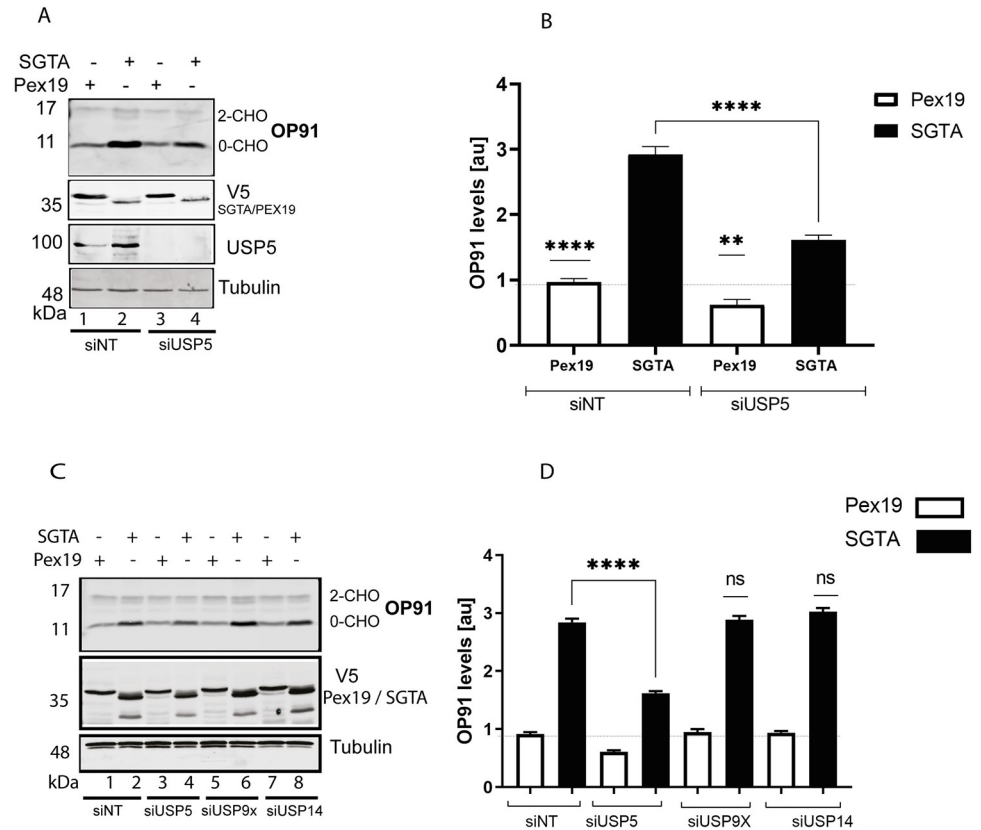 A
SGTA - + - +
Pex19 + - + -
17
2-CHO
OP91
11
0-CHO
V5
35
SGTA/PEX19
100
USP5
Tubulin
48
kDa
1 2 3 4
siNT siUSP5
B
OP91 levels [au]
4
3
2
1
0
****
****
**
Pex19
SGTA
Pex19 SGTA Pex19 SGTA
siNT siUSP5
C
SGTA - + - + - + - +
Pex19 + - + - + - + -
17
2-CHO
OP91
0-CHO
11
V5
Pex19 / SGTA
35
Tubulin
48
kDa 1 2 3 4 5 6 7 8
siNT siUSP5 siUSP9x siUSP14
D
Pex19
SGTA
OP91 levels [au]
4
3
2
1
0
****
ns
ns
siNT siUSP5 siUSP9X siUSP14